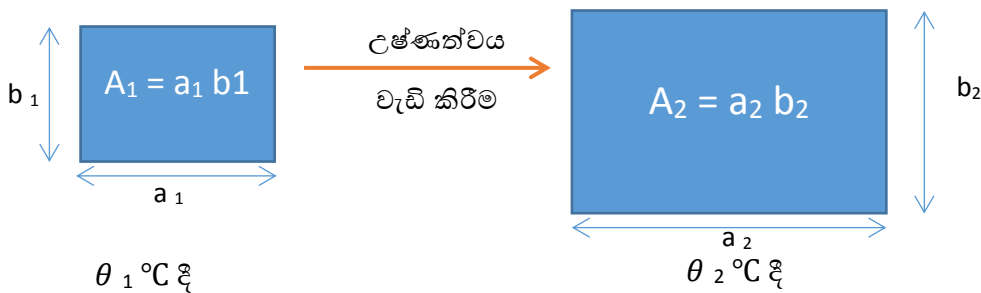 A₁ = a₁ b1
b ₁
a ₁
θ ₁ °C දී
උෂ්ණත්වය
වැඩි කිරීම
A₂ = a₂ b₂
b₂
a ₂
θ ₂ °C දී